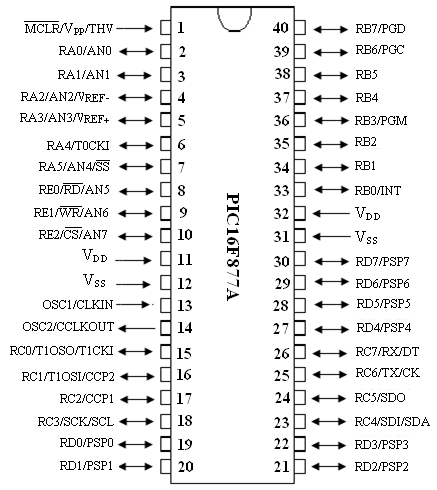 MCLR/VPP/THV 1 40 RB7/PGD
RA0/AN0 2 39 RB6/PGC
RA1/AN1 3 38 RB5
RA2/AN2/VREF- 4 37 RB4
RA3/AN3/VREF+ 5 36 RB3/PGM
RA4/T0CKI 6 35 RB2
RA5/AN4/SS 7 34 RB1
RE0/RD/AN5 8 33 RB0/INT
RE1/WR/AN6 9 32 VDD
RE2/CS/AN7 10 31 VSS
VDD 11 30 RD7/PSP7
VSS 12 29 RD6/PSP6
OSC1/CLKIN 13 28 RD5/PSP5
OSC2/CCLKOUT 14 27 RD4/PSP4
RC0/T1OSO/T1CKI 15 26 RC7/RX/DT
RC1/T1OSI/CCP2 16 25 RC6/TX/CK
RC2/CCP1 17 24 RC5/SDO
RC3/SCK/SCL 18 23 RC4/SDI/SDA
RD0/PSP0 19 22 RD3/PSP3
RD1/PSP1 20 21 RD2/PSP2
PIC16F877A